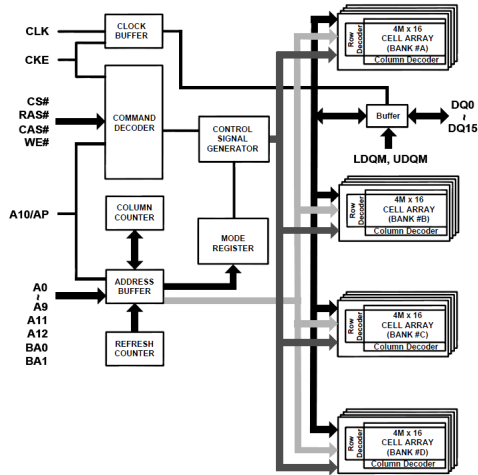 CLK
CKE
CS#
RAS#
CAS#
WE#
A10/AP
A0
~
A9
A11
A12
BA0
BA1
CLOCK
BUFFER
COMMAND
DECODER
COLUMN
COUNTER
ADDRESS
BUFFER
REFRESH
COUNTER
CONTROL
SIGNAL
GENERATOR
MODE
REGISTER
Row
Decoder
4M x 16
CELL ARRAY
(BANK #A)
Column Decoder
Buffer
DQ0
~
DQ15
LDQM, UDQM
Row
Decoder
4M x 16
CELL ARRAY
(BANK #B)
Column Decoder
Row
Decoder
4M x 16
CELL ARRAY
(BANK #C)
Column Decoder
Row
Decoder
4M x 16
CELL ARRAY
(BANK #D)
Column Decoder